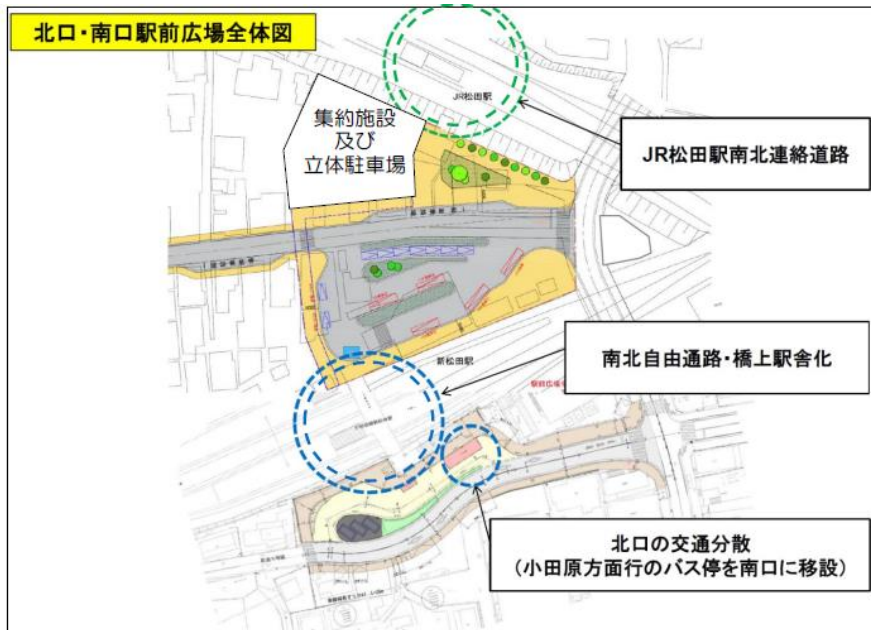 北口・南口駅前広場全体図
JR松田駅
集約施設
及び
立体駐車場
JR松田駅南北連絡道路
新松田駅
南北自由通路・橋上駅舎化
北口の交通分散
(小田原方面行のバス停を南口に移設)